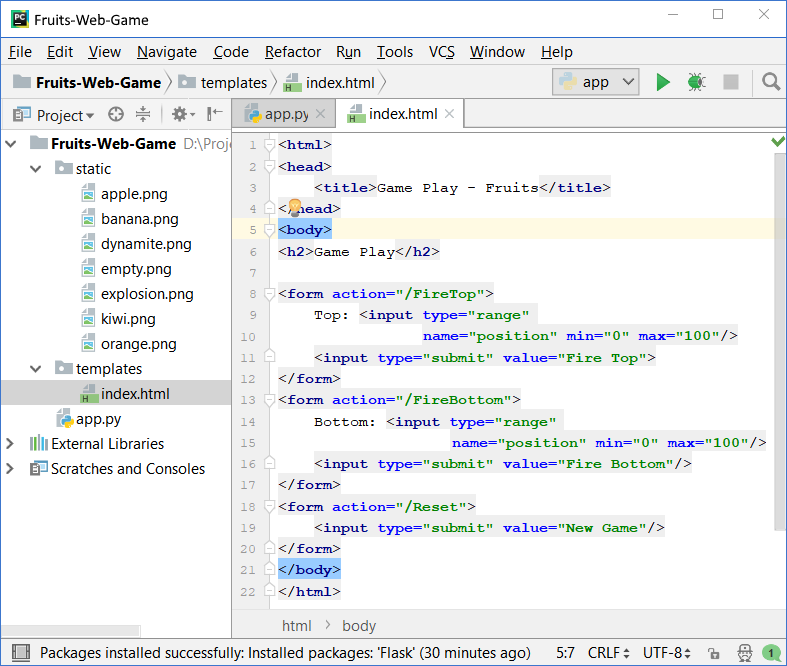 PC Fruits-Web-Game
File Edit View Navigate Code Refactor Run Tools VCS Window Help
Fruits-Web-Game templates index.html app
Project app.py index.html
Fruits-Web-Game D:\Proj
static
apple.png
banana.png
dynamite.png
empty.png
explosion.png
kiwi.png
orange.png
templates
index.html
app.py
External Libraries
Scratches and Consoles
1 <html>
2 <head>
3 <title>Game Play - Fruits</title>
4 </head>
5 <body>
6 <h2>Game Play</h2>
7
8 <form action="/FireTop">
9 Top: <input type="range"
10 name="position" min="0" max="100"/>
11 <input type="submit" value="Fire Top">
12 </form>
13 <form action="/FireBottom">
14 Bottom: <input type="range"
15 name="position" min="0" max="100"/>
16 <input type="submit" value="Fire Bottom"/>
17 </form>
18 <form action="/Reset">
19 <input type="submit" value="New Game"/>
20 </form>
21 </body>
22 </html>
html body
Packages installed successfully: Installed packages: 'Flask' (30 minutes ago) 5:7 CRLF UTF-8 1